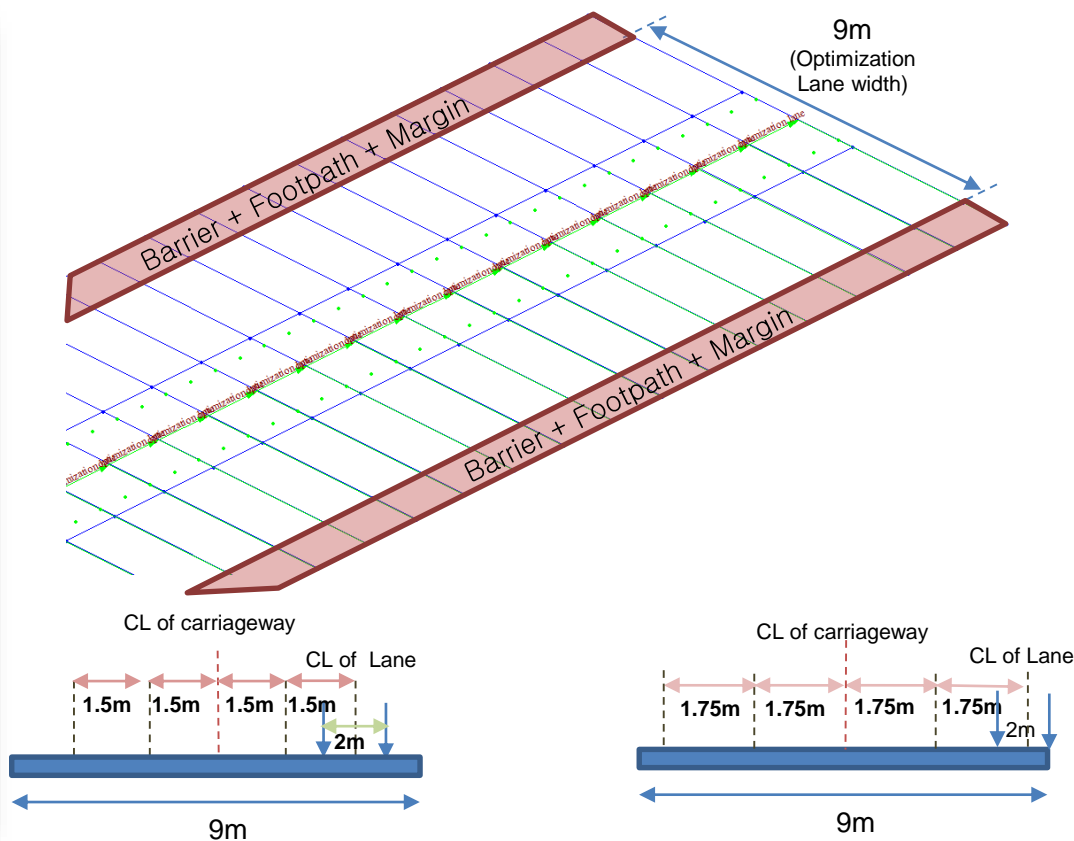 9m
(Optimization
Lane width)
Barrier + Footpath + Margin
optimization lane
Barrier + Footpath + Margin
CL of carriageway
CL of Lane
1.5m
1.5m
1.5m
1.5m
2m
9m
CL of carriageway
CL of Lane
1.75m
1.75m
1.75m
1.75m
2m
9m